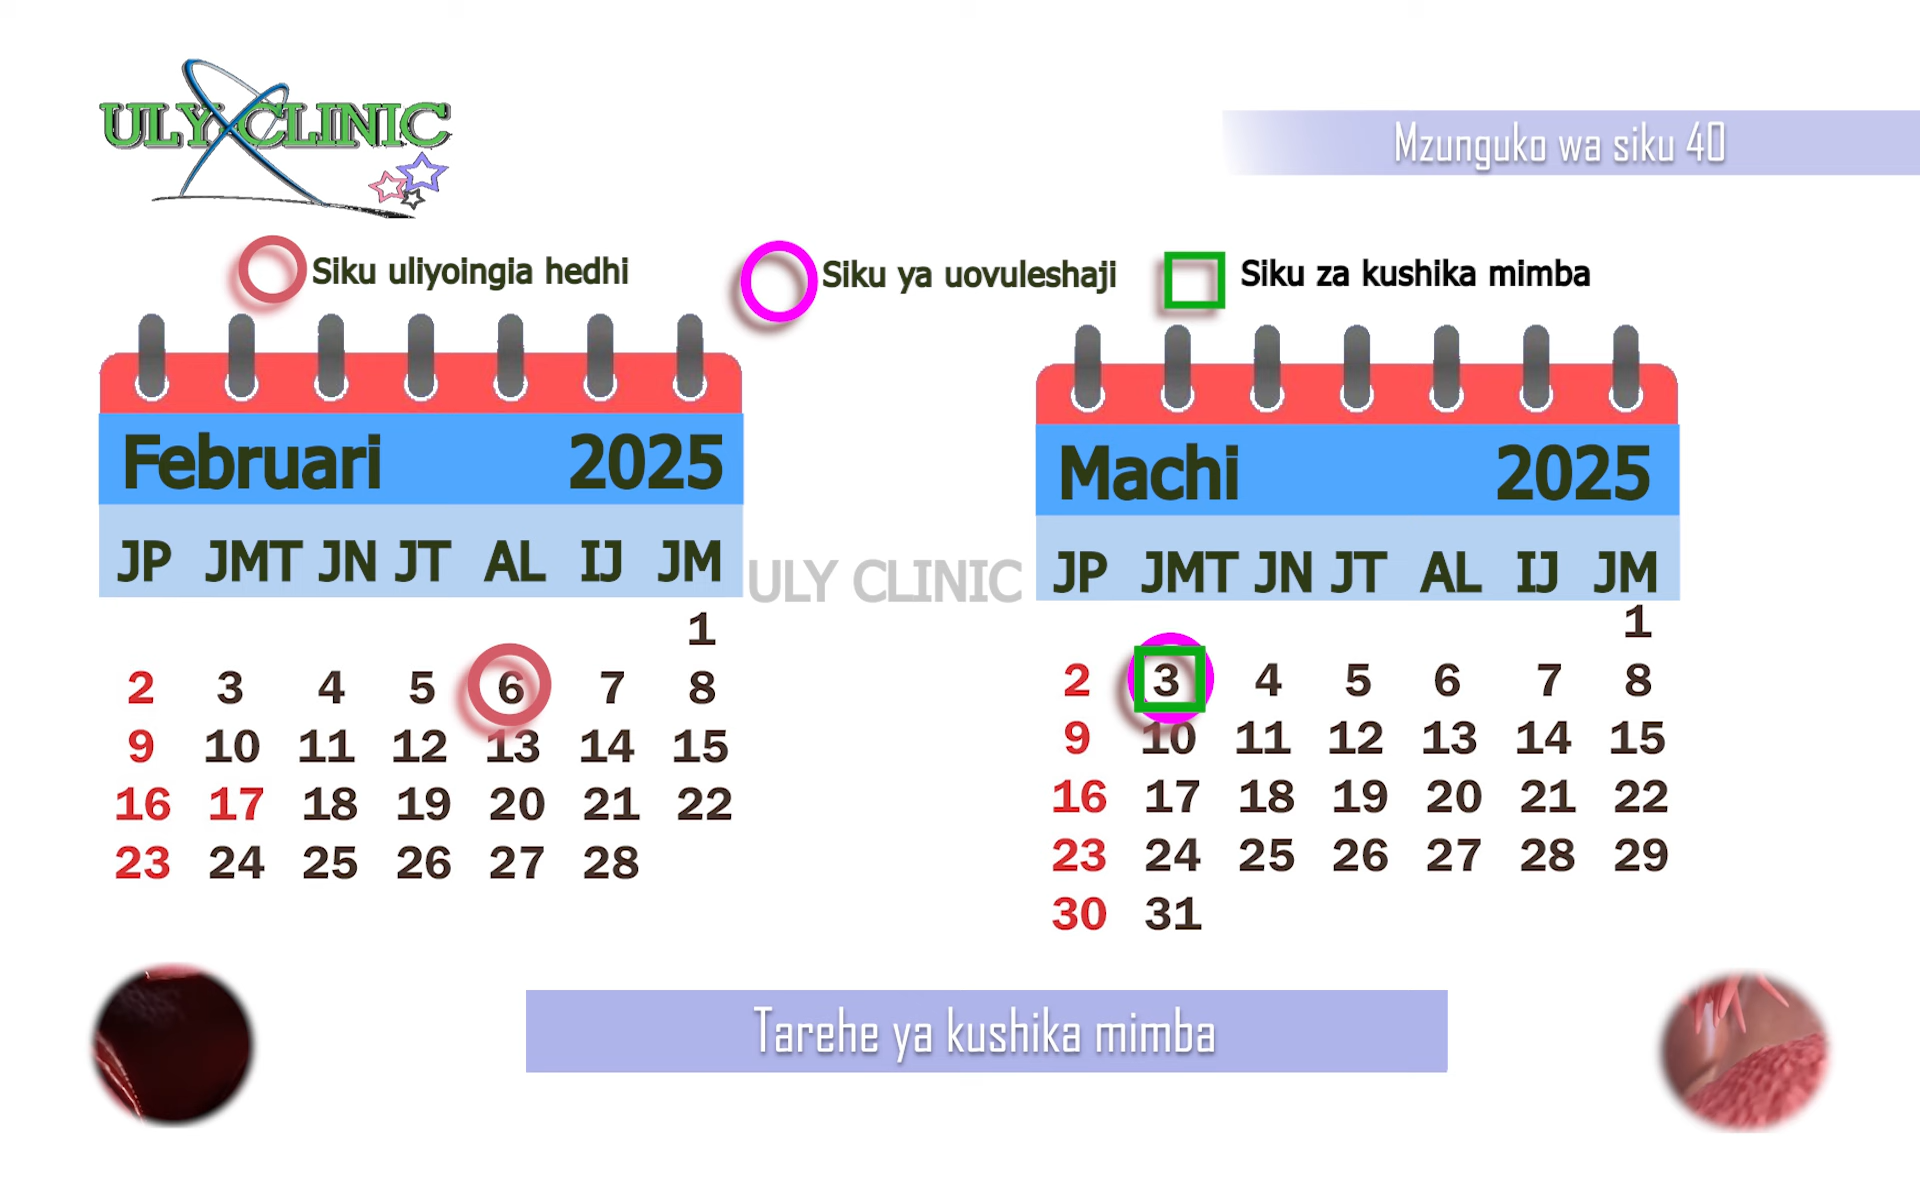 ULY CLINIC
Mzunguko wa siku 40
Siku uliyoingia hedhi
Siku ya uovuleshaji
Siku za kushika mimba
Februari 2025
JP JMT JN JT AL IJ JM
1
2 3 4 5 6 7 8
9 10 11 12 13 14 15
16 17 18 19 20 21 22
23 24 25 26 27 28
ULY CLINIC
Machi 2025
JP JMT JN JT AL IJ JM
1
2 3 4 5 6 7 8
9 10 11 12 13 14 15
16 17 18 19 20 21 22
23 24 25 26 27 28 29
30 31
Tarehe ya kushika mimba